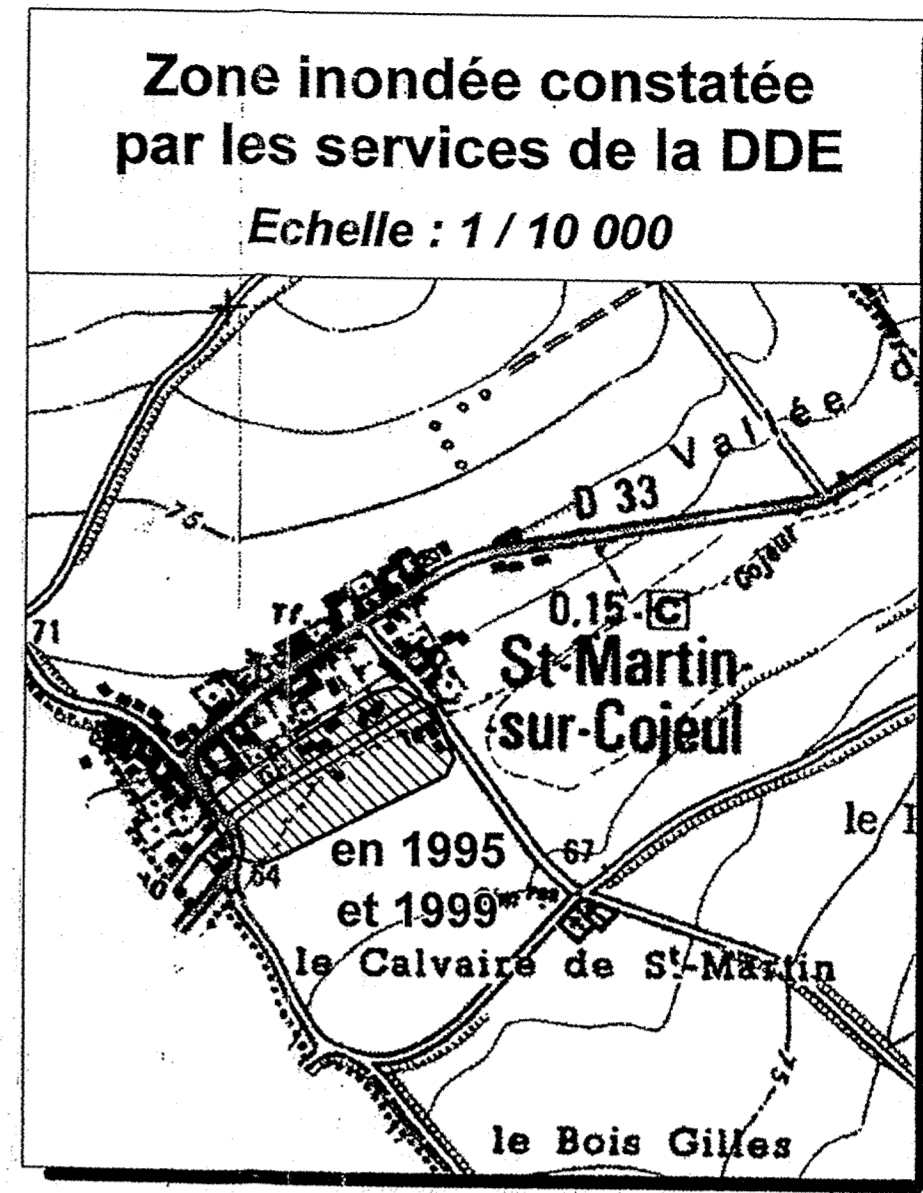 Zone inondée constatée
par les services de la DDE
Echelle : 1 / 10 000
Vallée
75
D 33
Cojeul
71
Tf.
0.15 C
St-Martin-
sur-Cojeul
le
en 1995
67
64
et 1999
le Calvaire de St-Martin
75
le Bois Gilles